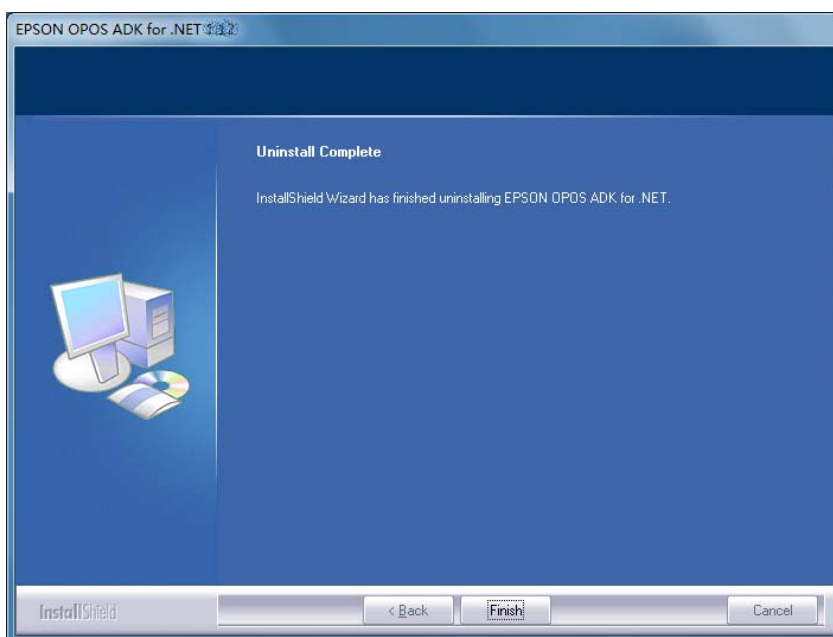 EPSON OPOS ADK for .NET
Uninstall Complete
InstallShield Wizard has finished uninstalling EPSON OPOS ADK for .NET.
InstallShield
< Back
Finish
Cancel